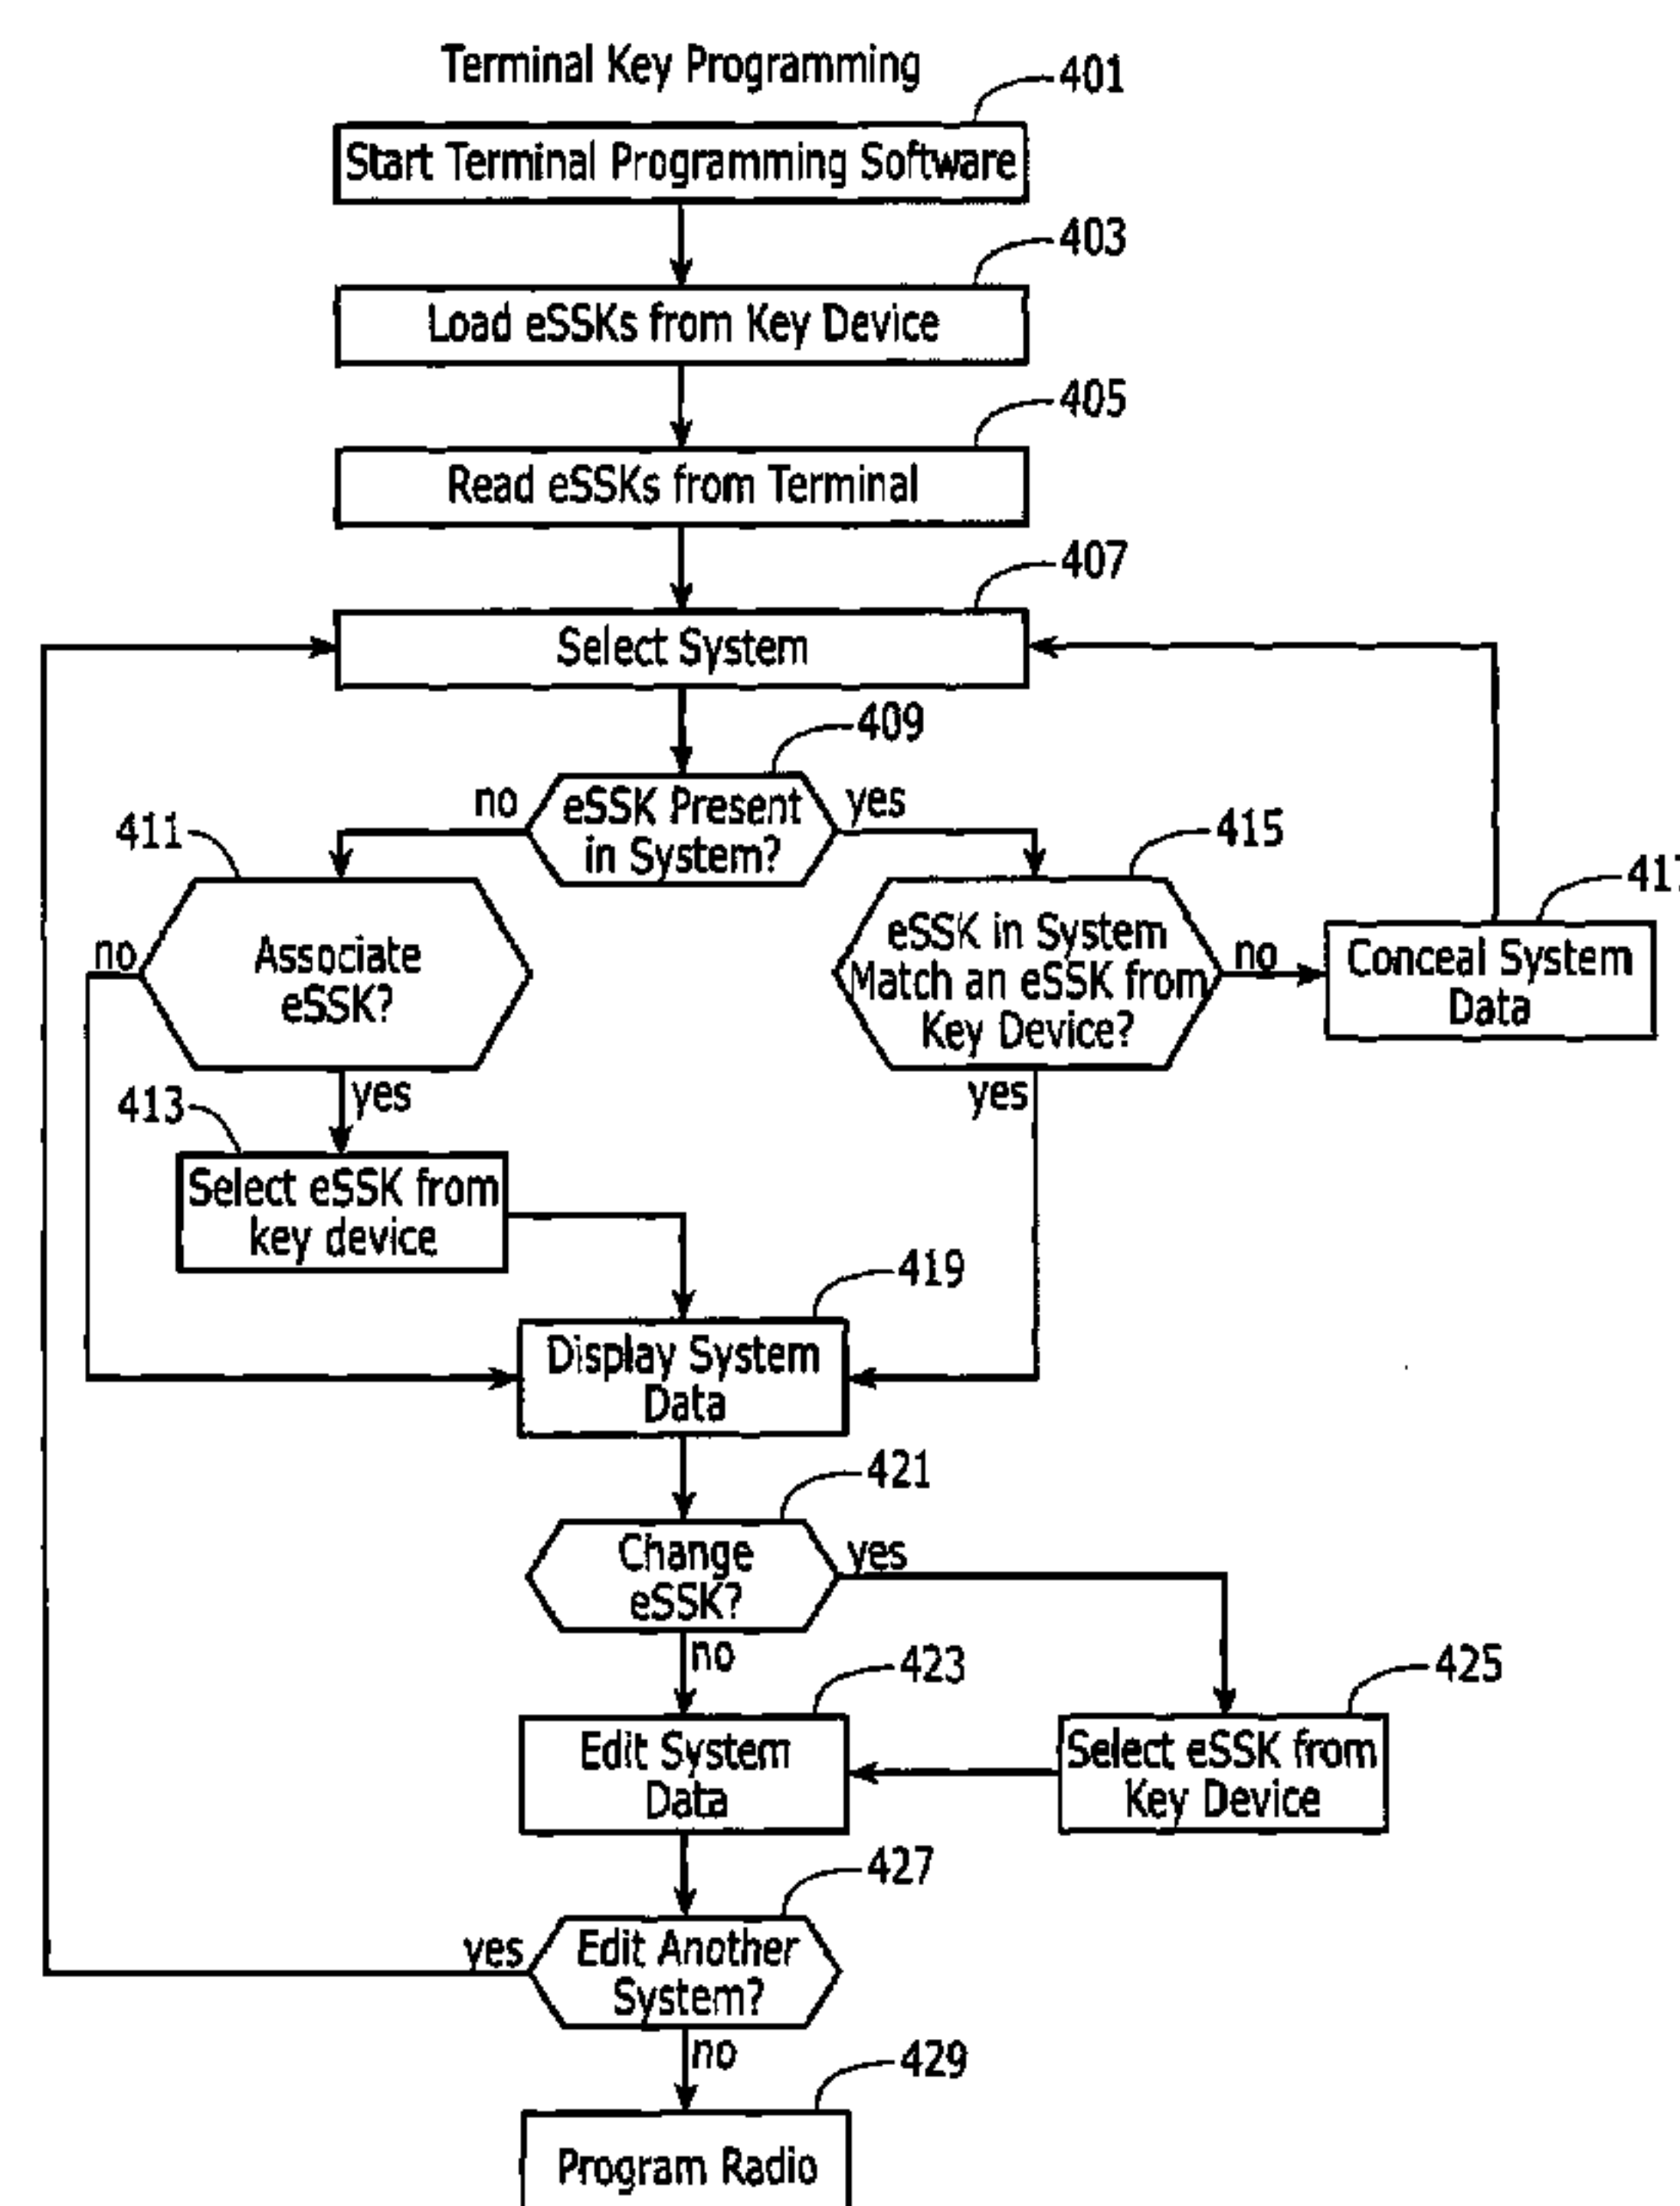 Terminal Key Programming
401
Start Terminal Programming Software
403
Load eSSKs from Key Device
405
Read eSSKs from Terminal
407
Select System
409
no
eSSK Present
in System?
yes
411
415
417
no
Associate
eSSK?
eSSK in System
Match an eSSK from
Key Device?
no
Conceal System
Data
yes
yes
413
Select eSSK from
key device
419
Display System
Data
421
Change
eSSK?
yes
no
423
425
Edit System
Data
Select eSSK from
Key Device
427
yes
Edit Another
System?
no
429
Program Radio